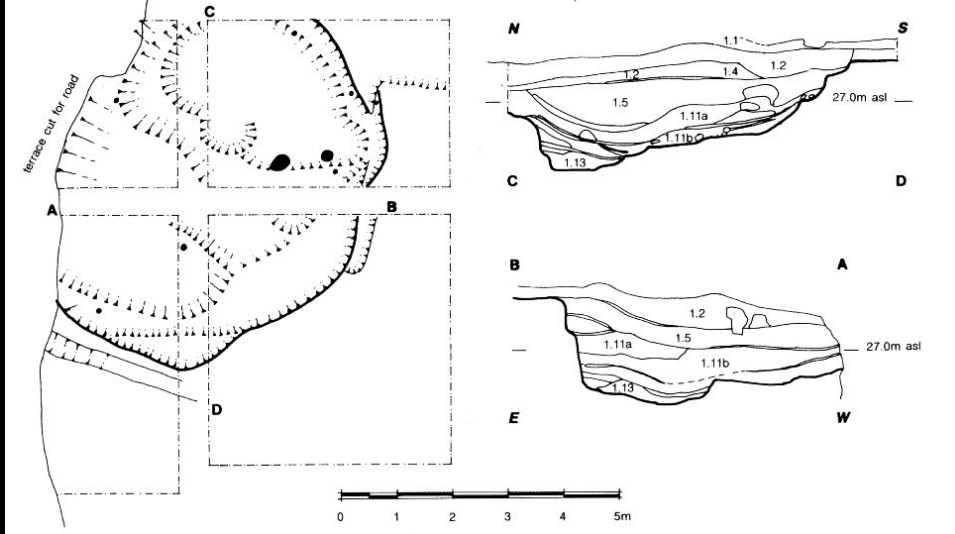 C
terrace cut for road
A
B
D
N
S
1.1
1.2
1.2
1.4
1.5
27.0m asl
1.11a
1.11b
1.13
C
D
B
A
1.2
1.5
1.11a
27.0m asl
1.11b
1.13
E
W
0 1 2 3 4 5m